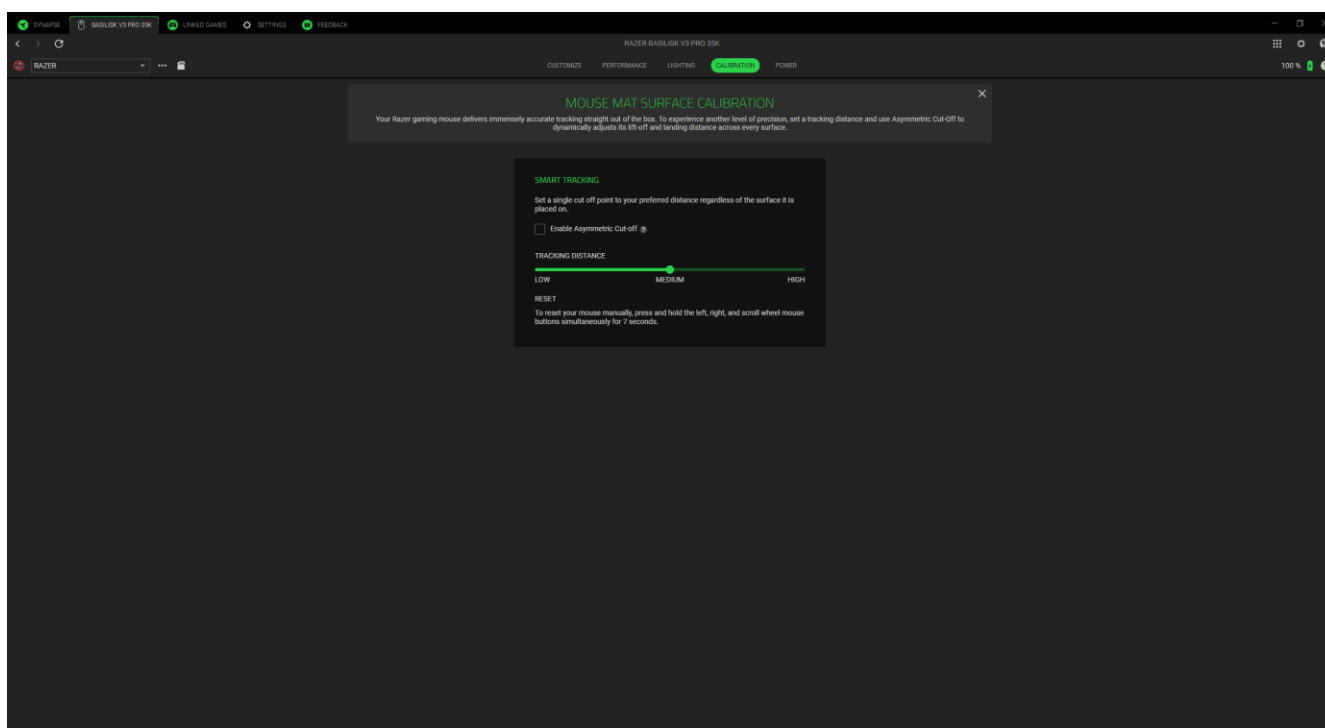 SYNAPSE BASILISK V3 PRO 35K LINKED GAMES SETTINGS FEEDBACK
RAZER BASILISK V3 PRO 35K
RAZER CUSTOMIZE PERFORMANCE LIGHTING CALIBRATION POWER 100 %
MOUSE MAT SURFACE CALIBRATION
Your Razer gaming mouse delivers immensely accurate tracking straight out of the box. To experience another level of precision, set a tracking distance and use Asymmetric Cut-Off to
dynamically adjusts its lift-off and landing distance across every surface.
SMART TRACKING
Set a single cut off point to your preferred distance regardless of the surface it is
placed on.
Enable Asymmetric Cut-off ?
TRACKING DISTANCE
LOW MEDIUM HIGH
RESET
To reset your mouse manually, press and hold the left, right, and scroll wheel mouse
buttons simultaneously for 7 seconds.